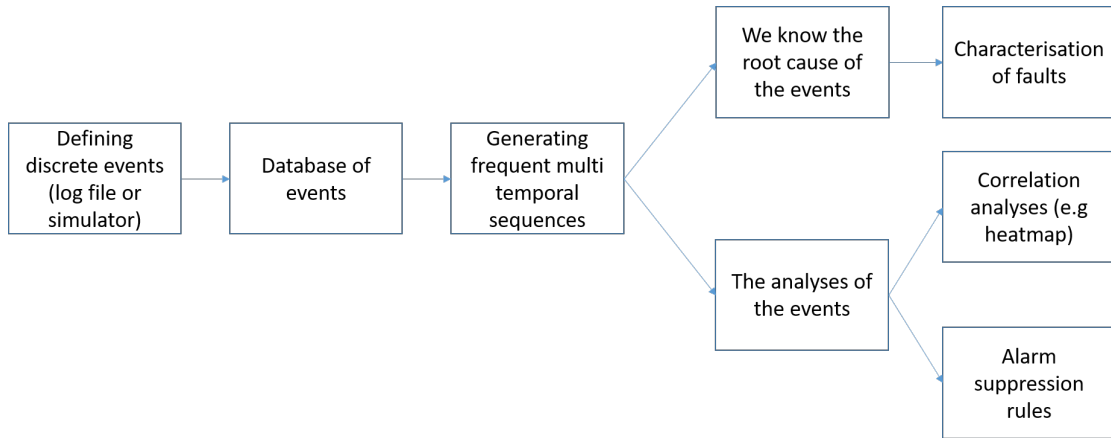 Defining
discrete events
(log file or
simulator)
Database of
events
Generating
frequent multi
temporal
sequences
We know the
root cause of
the events
Characterisation
of faults
The analyses of
the events
Correlation
analyses (e.g
heatmap)
Alarm
suppression
rules